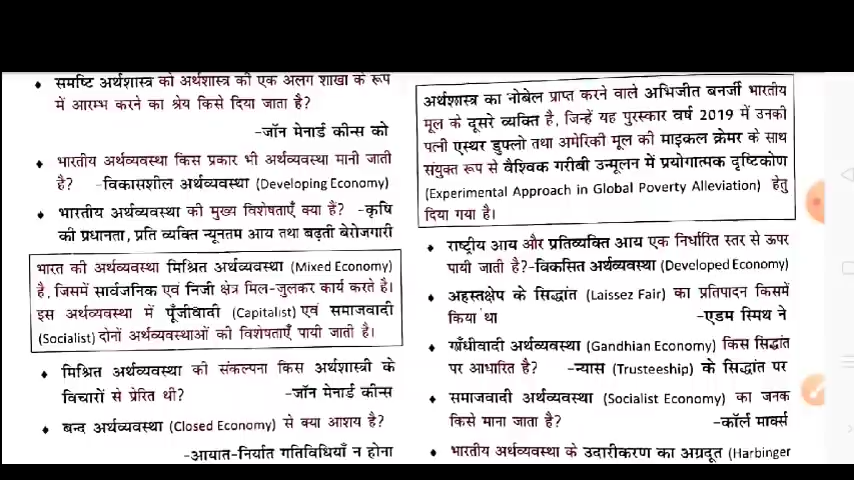 ♦ समष्टि अर्थशास्त्र को अर्थशास्त्र की एक अलग शाखा के रूप
में आरम्भ करने का श्रेय किसे दिया जाता है?
-जॉन मेनार्ड कीन्स को
♦ भारतीय अर्थव्यवस्था किस प्रकार भी अर्थव्यवस्था मानी जाती
है? -विकासशील अर्थव्यवस्था (Developing Economy)
♦ भारतीय अर्थव्यवस्था की मुख्य विशेषताएँ क्या हैं? -कृषि
की प्रधानता, प्रति व्यक्ति न्यूनतम आय तथा बढ़ती बेरोजगारी
भारत की अर्थव्यवस्था मिश्रित अर्थव्यवस्था (Mixed Economy)
है, जिसमें सार्वजनिक एवं निजी क्षेत्र मिल-जुलकर कार्य करते है।
इस अर्थव्यवस्था में पूँजीवादी (Capitalist) एवं समाजवादी
(Socialist) दोनों अर्थव्यवस्थाओं की विशेषताएँ पायी जाती है।
♦ मिश्रित अर्थव्यवस्था की संकल्पना किस अर्थशास्त्री के
विचारों से प्रेरित थी? -जॉन मेनार्ड कीन्स
♦ बन्द अर्थव्यवस्था (Closed Economy) से क्या आशय है?
-आयात-निर्यात गतिविधियाँ न होना
अर्थशास्त्र का नोबेल प्राप्त करने वाले अभिजीत बनर्जी भारतीय
मूल के दूसरे व्यक्ति है, जिन्हें यह पुरस्कार वर्ष 2019 में उनकी
पत्नी एस्थर डुफ्लो तथा अमेरिकी मूल की माइकल क्रेमर के साथ
संयुक्त रूप से वैश्विक गरीबी उन्मूलन में प्रयोगात्मक दृष्टिकोण
(Experimental Approach in Global Poverty Alleviation) हेतु
दिया गया है।
♦ राष्ट्रीय आय और प्रतिव्यक्ति आय एक निर्धारित स्तर से ऊपर
पायी जाती है? -विकसित अर्थव्यवस्था (Developed Economy)
♦ अहस्तक्षेप के सिद्धांत (Laissez Fair) का प्रतिपादन किसमें
किया था -एडम स्मिथ ने
♦ गाँधीवादी अर्थव्यवस्था (Gandhian Economy) किस सिद्धांत
पर आधारित है? -न्यास (Trusteeship) के सिद्धांत पर
♦ समाजवादी अर्थव्यवस्था (Socialist Economy) का जनक
किसे माना जाता है? -कॉर्ल मार्क्स
♦ भारतीय अर्थव्यवस्था के उदारीकरण का अग्रदूत (Harbinger